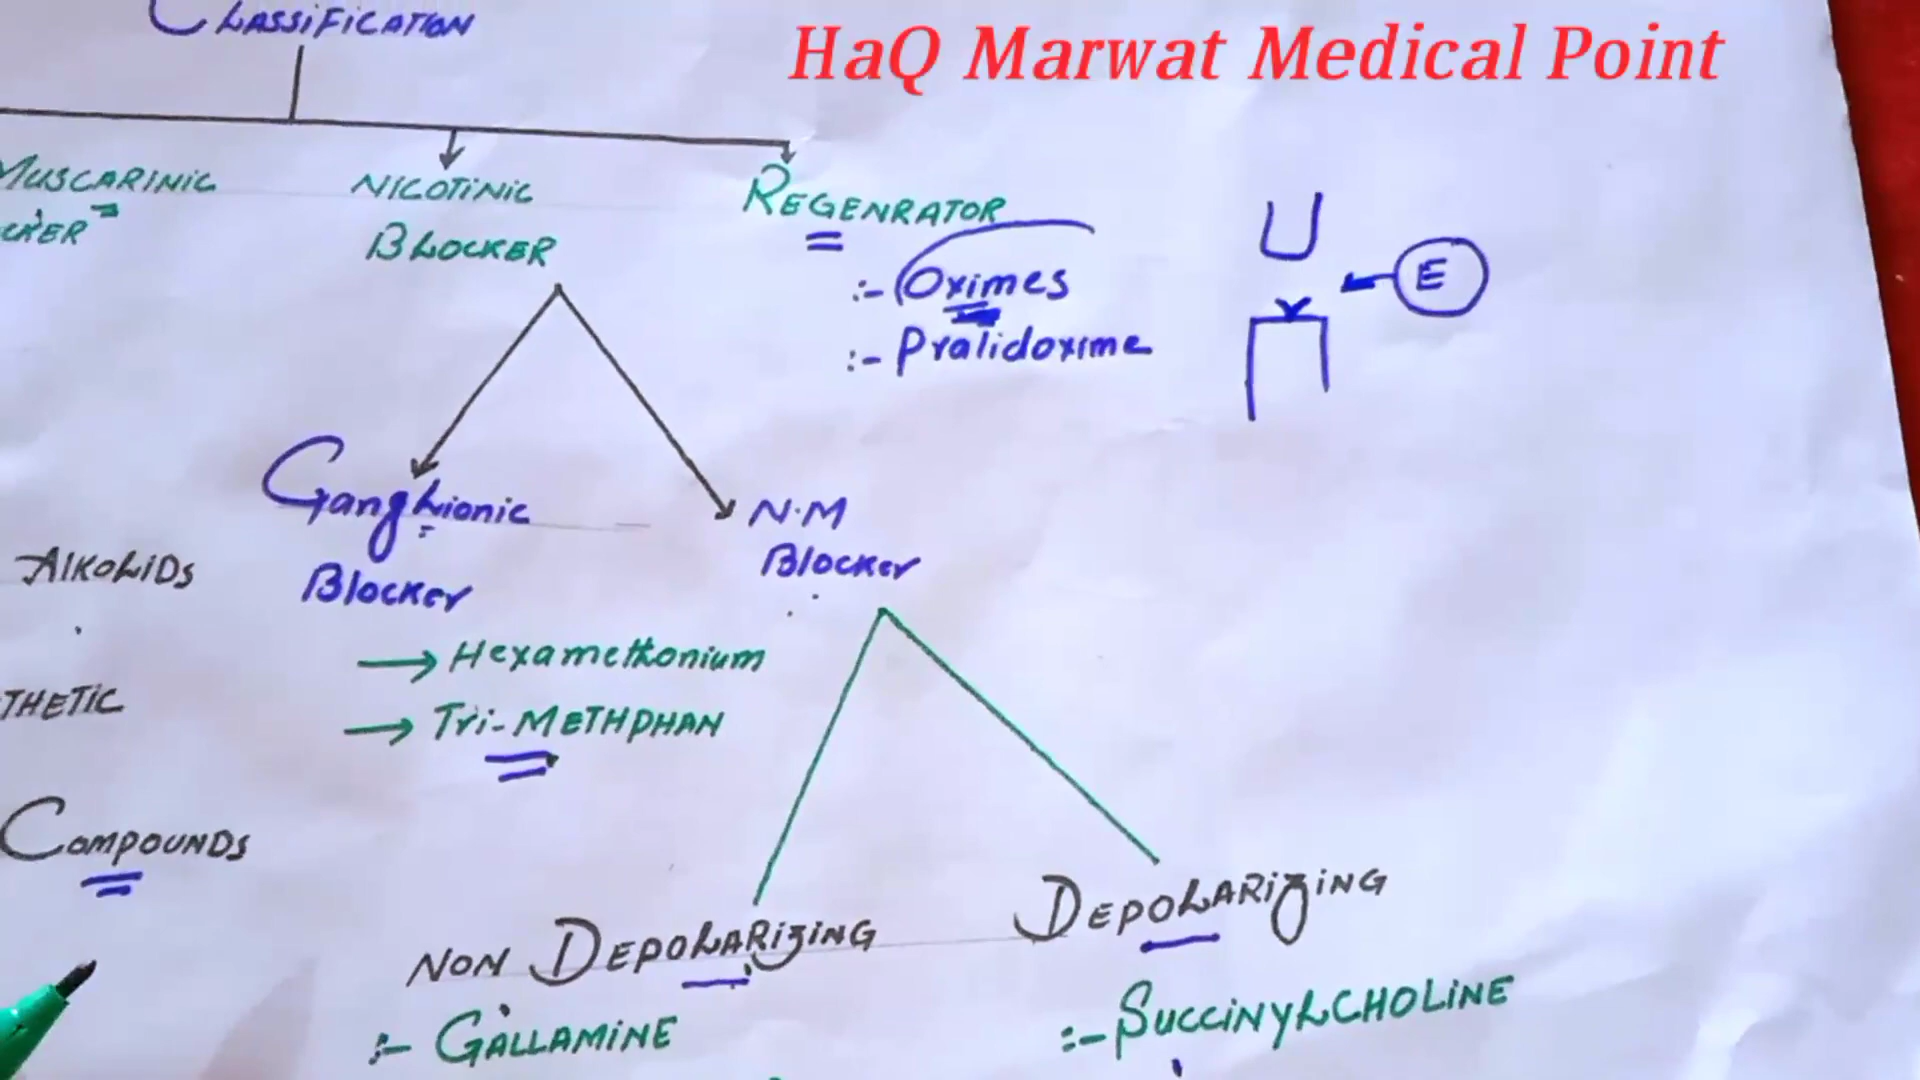 CLASSIFICATION
HaQ Marwat Medical Point
MUSCARINIC
NICOTINIC
BLOCKER
REGENRATOR
:- Oximes
:- Pralidoxime
E
Ganglionic
Blocker
N.M
Blocker
AlKOLiDS
→ Hexamethonium
→ Tri-METHPHAN
THETIC
COMPOUNDS
NON DEPOLARiZING
DEPOLARiZING
:- GALLAMINE
:- SUCCiNYLCHOLiNE